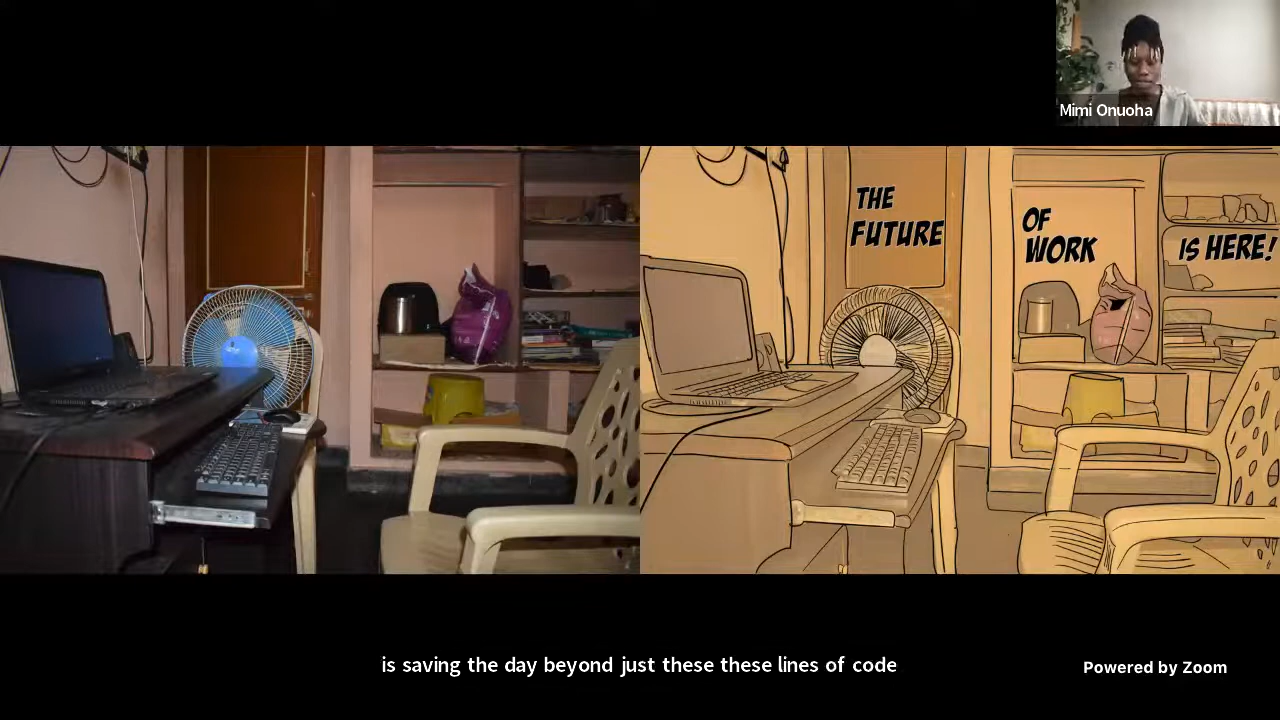 Mimi Onuoha
THE
FUTURE
OF
WORK
IS HERE!
is saving the day beyond just these these lines of code
Powered by Zoom